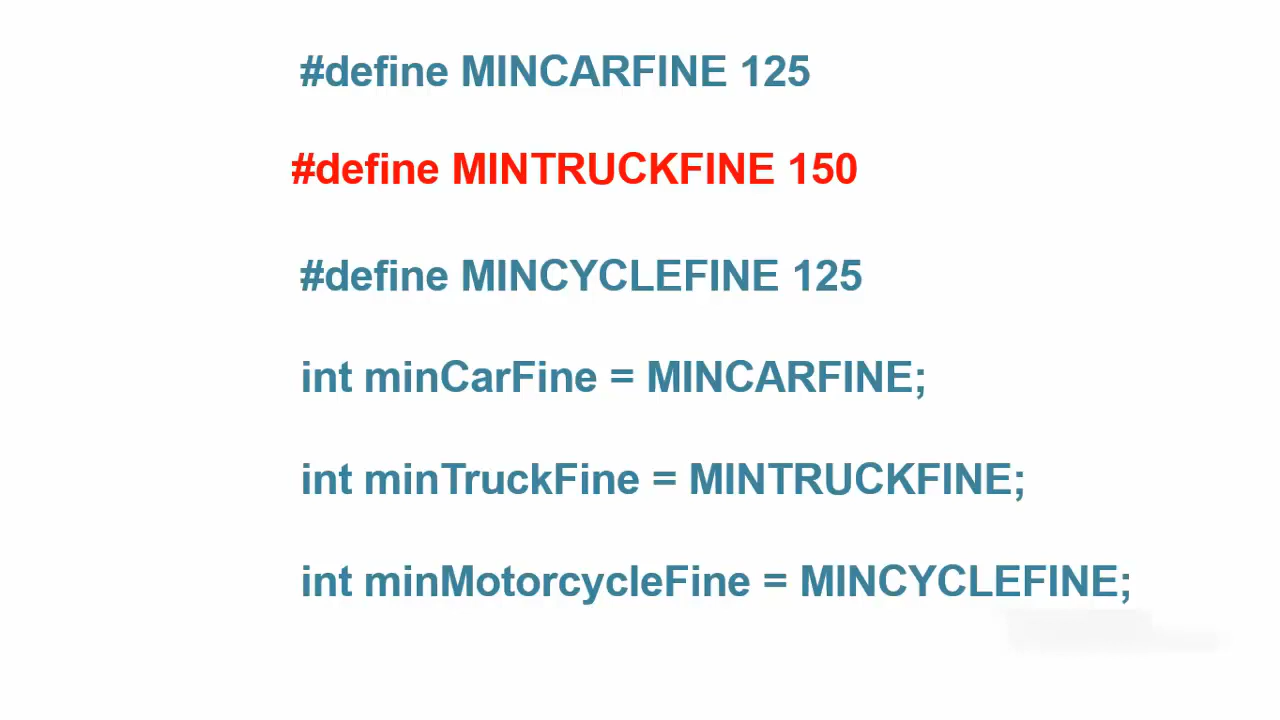 #define MINCARFINE 125
#define MINTRUCKFINE 150
#define MINCYCLEFINE 125
int minCarFine = MINCARFINE;
int minTruckFine = MINTRUCKFINE;
int minMotorcycleFine = MINCYCLEFINE;